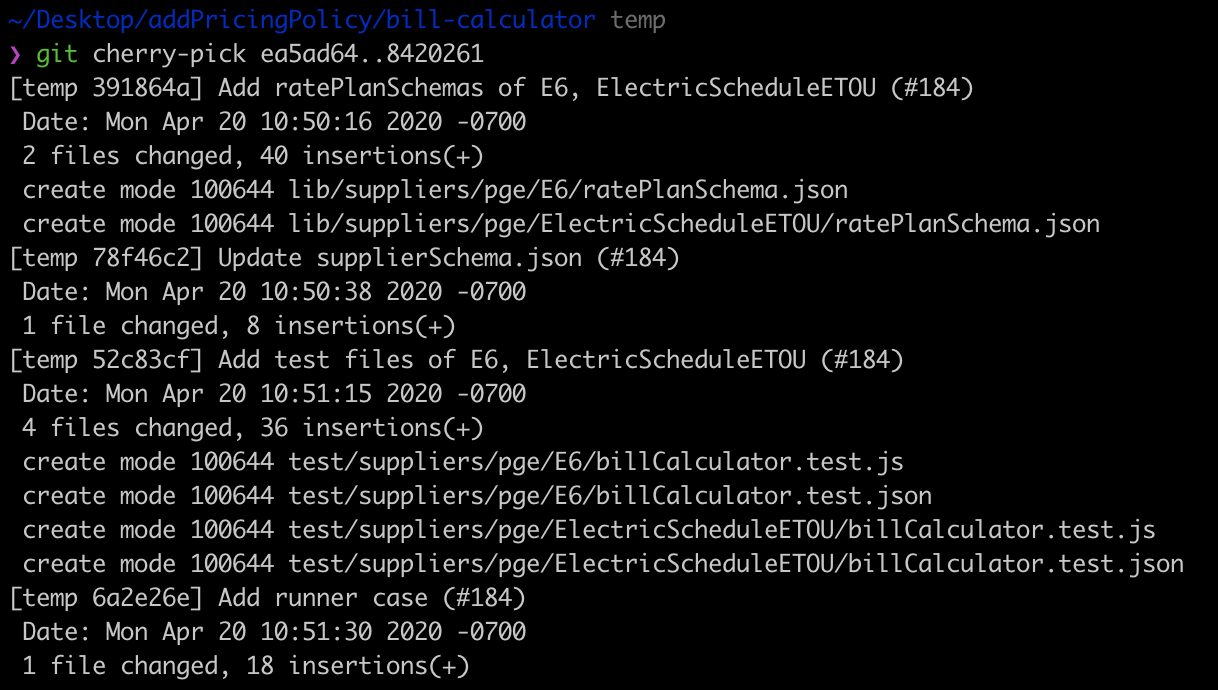 ~/Desktop/addPricingPolicy/bill-calculator temp
❯ git cherry-pick ea5ad64..8420261
[temp 391864a] Add ratePlanSchemas of E6, ElectricScheduleETOU (#184)
 Date: Mon Apr 20 10:50:16 2020 -0700
 2 files changed, 40 insertions(+)
 create mode 100644 lib/suppliers/pge/E6/ratePlanSchema.json
 create mode 100644 lib/suppliers/pge/ElectricScheduleETOU/ratePlanSchema.json
[temp 78f46c2] Update supplierSchema.json (#184)
 Date: Mon Apr 20 10:50:38 2020 -0700
 1 file changed, 8 insertions(+)
[temp 52c83cf] Add test files of E6, ElectricScheduleETOU (#184)
 Date: Mon Apr 20 10:51:15 2020 -0700
 4 files changed, 36 insertions(+)
 create mode 100644 test/suppliers/pge/E6/billCalculator.test.js
 create mode 100644 test/suppliers/pge/E6/billCalculator.test.json
 create mode 100644 test/suppliers/pge/ElectricScheduleETOU/billCalculator.test.js
 create mode 100644 test/suppliers/pge/ElectricScheduleETOU/billCalculator.test.json
[temp 6a2e26e] Add runner case (#184)
 Date: Mon Apr 20 10:51:30 2020 -0700
 1 file changed, 18 insertions(+)